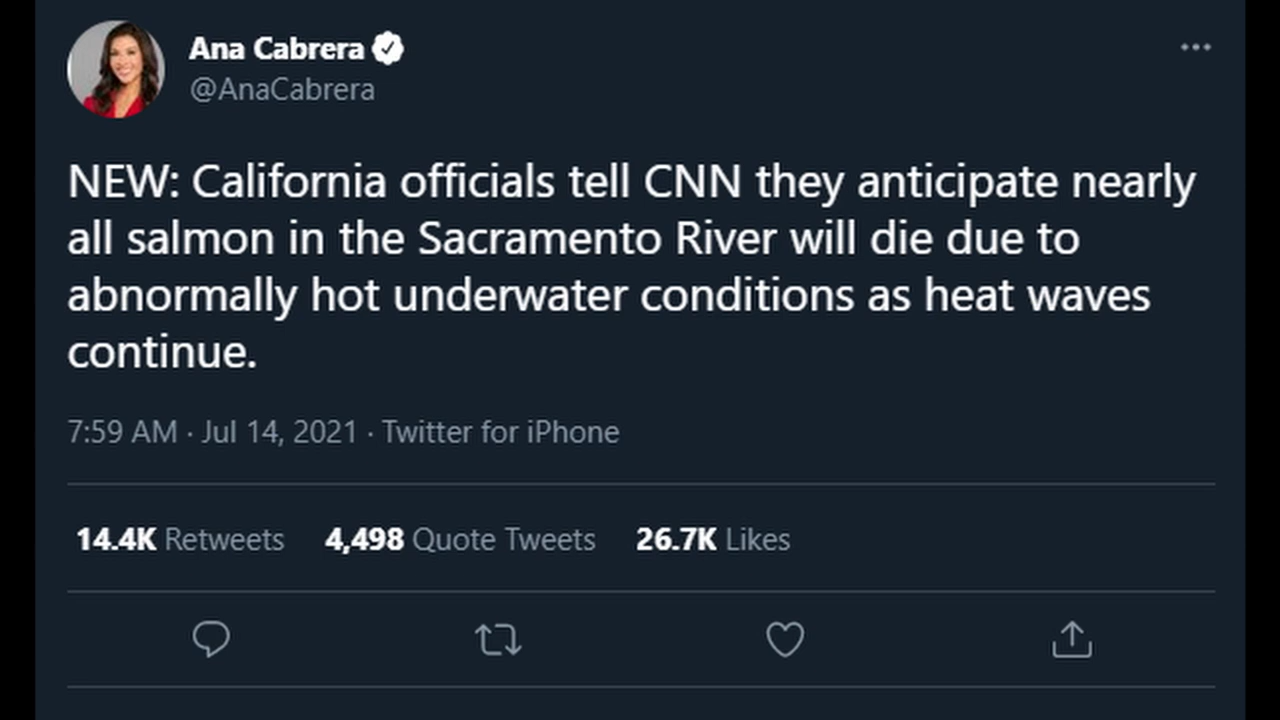 Ana Cabrera
@AnaCabrera
NEW: California officials tell CNN they anticipate nearly
all salmon in the Sacramento River will die due to
abnormally hot underwater conditions as heat waves
continue.
7:59 AM · Jul 14, 2021 · Twitter for iPhone
14.4K Retweets 4,498 Quote Tweets 26.7K Likes